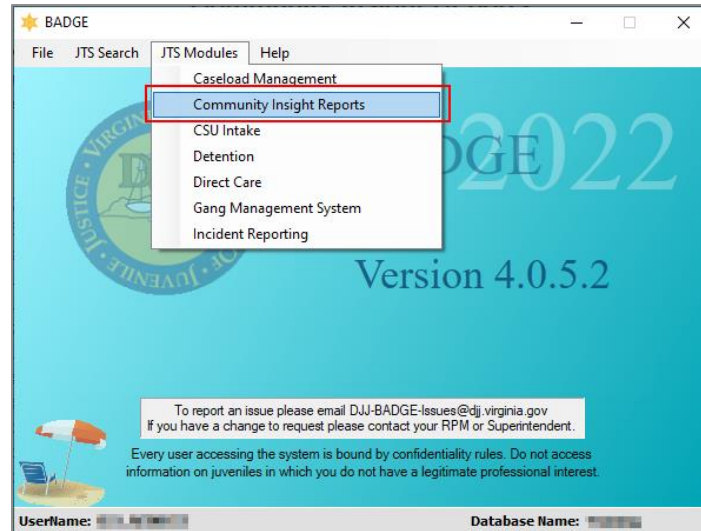 BADGE
File JTS Search JTS Modules Help
Caseload Management
Community Insight Reports
CSU Intake
Detention
Direct Care
Gang Management System
Incident Reporting
2022
Version 4.0.5.2
VIRGINIA
OF JUVENILE JUSTICE
To report an issue please email DJJ-BADGE-Issues@djj.virginia.gov
If you have a change to request please contact your RPM or Superintendent.
Every user accessing the system is bound by confidentiality rules. Do not access
information on juveniles in which you do not have a legitimate professional interest.
UserName: Database Name: